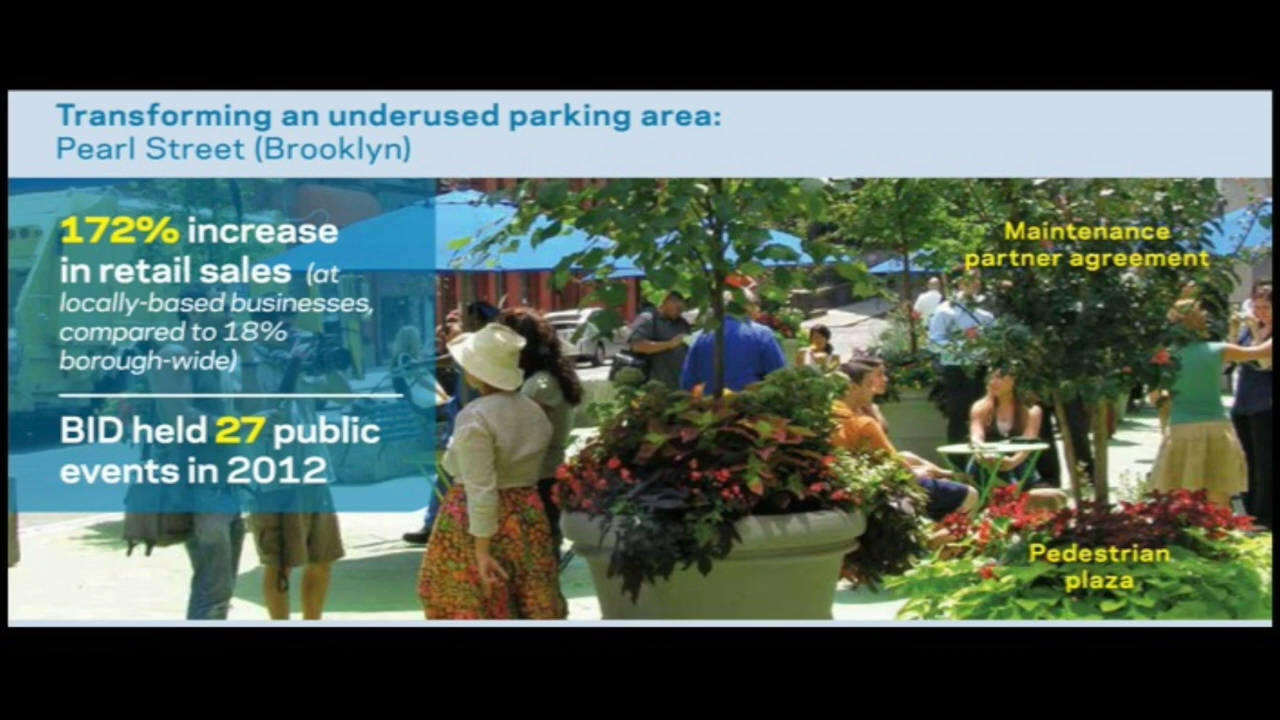 Transforming an underused parking area:
Pearl Street (Brooklyn)
172% increase
in retail sales (at
locally-based businesses,
compared to 18%
borough-wide)
BID held 27 public
events in 2012
Maintenance
partner agreement
Pedestrian
plaza